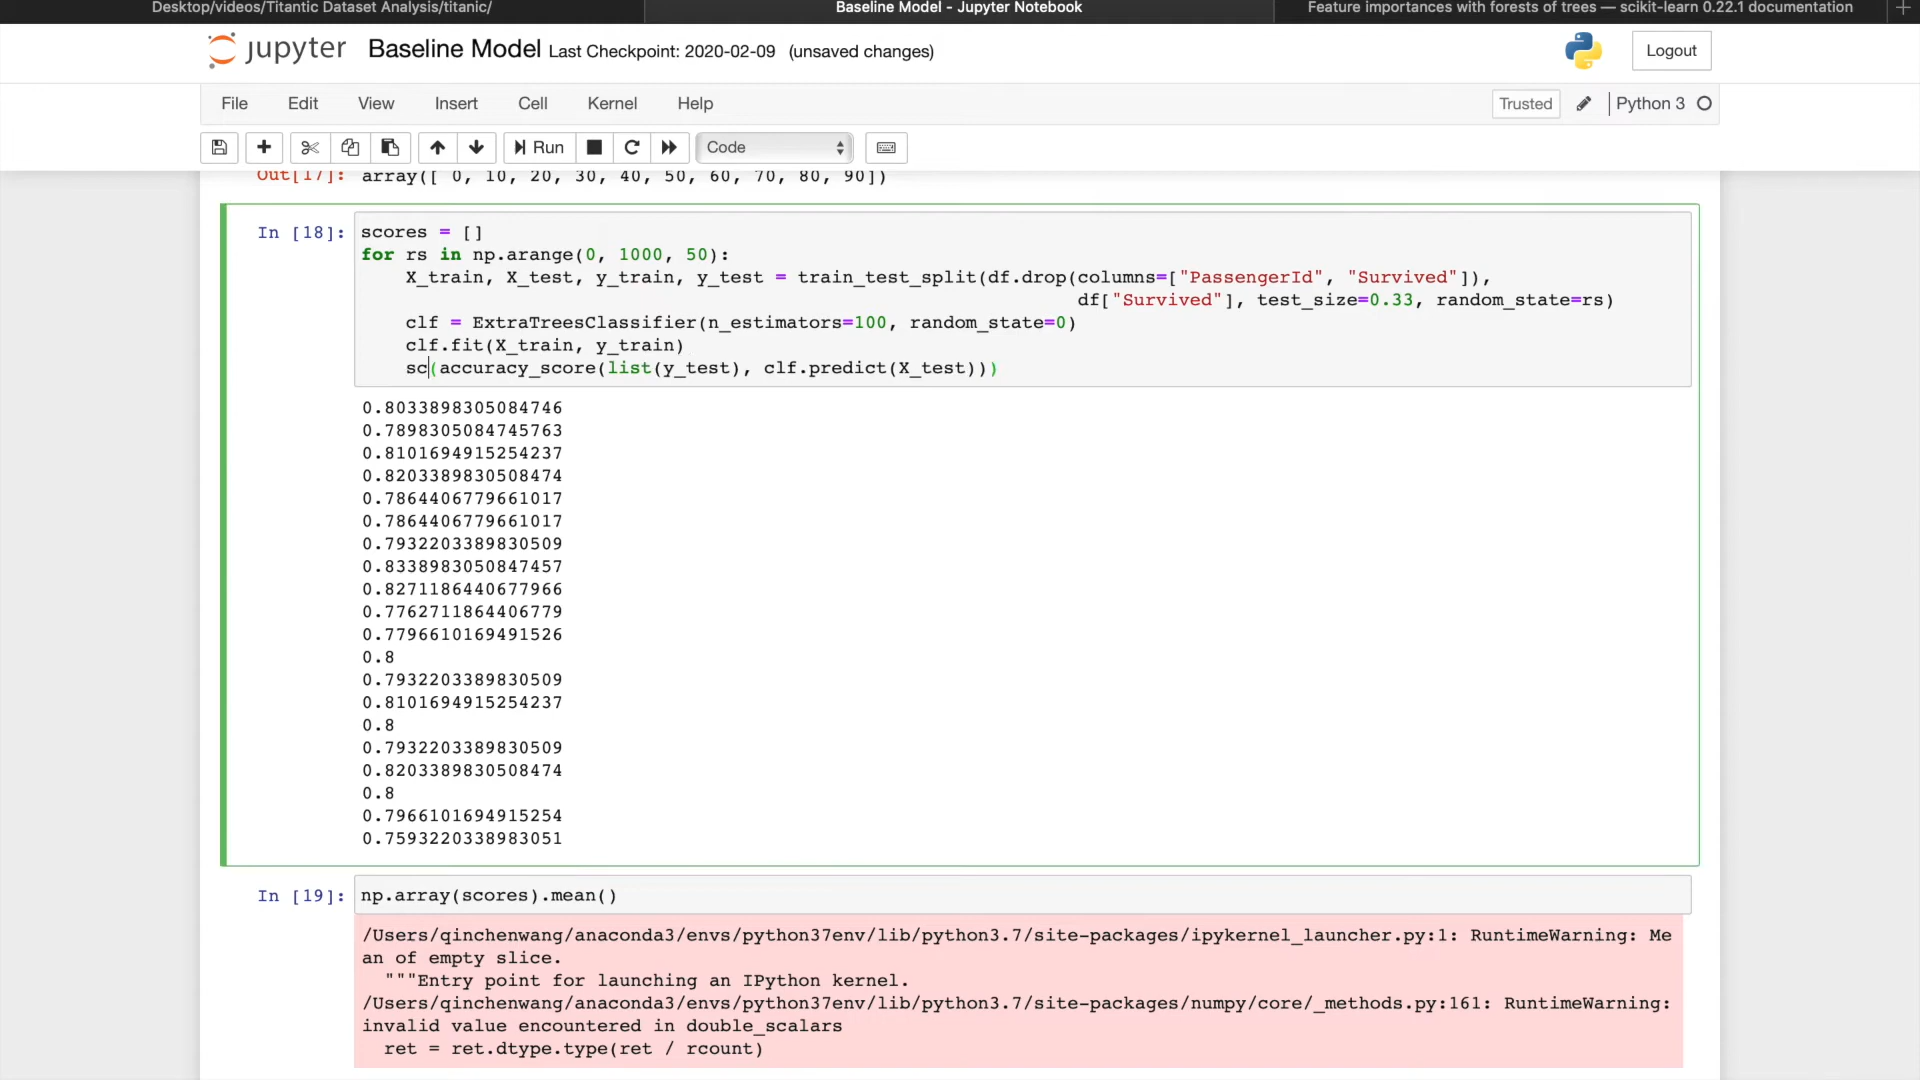 Desktop/videos/Titantic Dataset Analysis/titanic/
Baseline Model - Jupyter Notebook
Feature importances with forests of trees — scikit-learn 0.22.1 documentation
jupyter Baseline Model Last Checkpoint: 2020-02-09 (unsaved changes)
Logout
File Edit View Insert Cell Kernel Help
Trusted
Python 3
Run
Code
Out[17]: array([ 0, 10, 20, 30, 40, 50, 60, 70, 80, 90])
In [18]: scores = []
for rs in np.arange(0, 1000, 50):
X_train, X_test, y_train, y_test = train_test_split(df.drop(columns=["PassengerId", "Survived"]),
df["Survived"], test_size=0.33, random_state=rs)
clf = ExtraTreesClassifier(n_estimators=100, random_state=0)
clf.fit(X_train, y_train)
sc(accuracy_score(list(y_test), clf.predict(X_test)))
0.8033898305084746
0.7898305084745763
0.8101694915254237
0.8203389830508474
0.7864406779661017
0.7864406779661017
0.7932203389830509
0.8338983050847457
0.8271186440677966
0.7762711864406779
0.7796610169491526
0.8
0.7932203389830509
0.8101694915254237
0.8
0.7932203389830509
0.8203389830508474
0.8
0.7966101694915254
0.7593220338983051
In [19]: np.array(scores).mean()
/Users/qinchenwang/anaconda3/envs/python37env/lib/python3.7/site-packages/ipykernel_launcher.py:1: RuntimeWarning: Me
an of empty slice.
"""Entry point for launching an IPython kernel.
/Users/qinchenwang/anaconda3/envs/python37env/lib/python3.7/site-packages/numpy/core/_methods.py:161: RuntimeWarning:
invalid value encountered in double_scalars
ret = ret.dtype.type(ret / rcount)